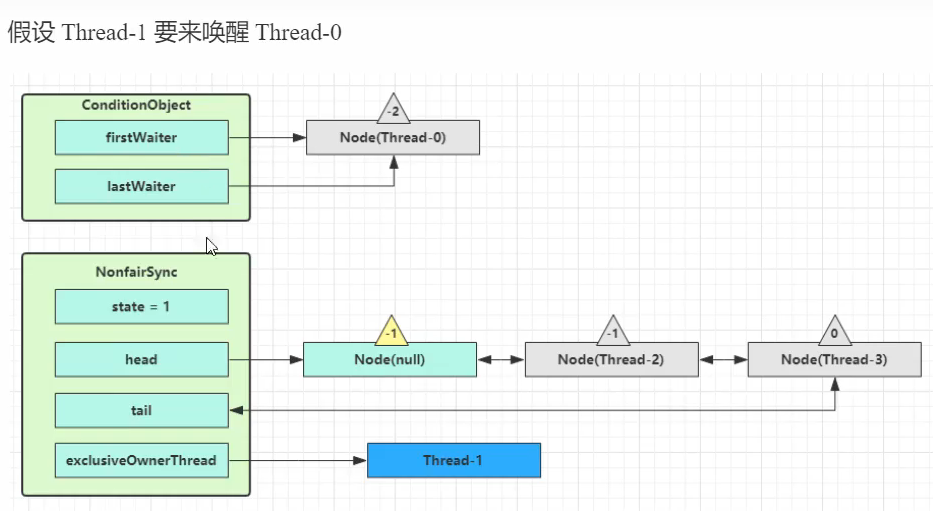 假设 Thread-1 要来唤醒 Thread-0
ConditionObject
-2
firstWaiter
Node(Thread-0)
lastWaiter
NonfairSync
state = 1
-1
-1
0
head
Node(null)
Node(Thread-2)
Node(Thread-3)
tail
exclusiveOwnerThread
Thread-1